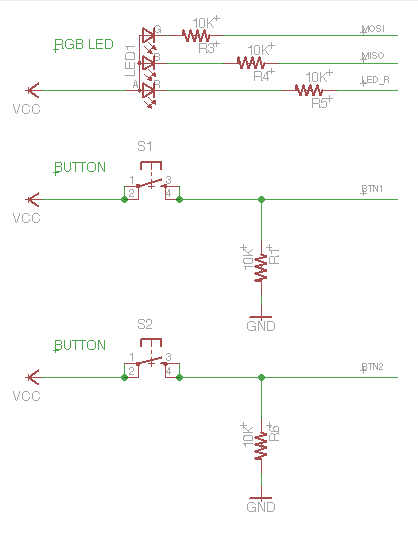 G 10K MOSI
RGB LED LED1 R3
B 10K MISO
R4
A R 10K LED_R
R5
VCC
S1
BUTTON
1 3
2 4
BTN1
VCC
10K R1
GND
S2
BUTTON
1 3
2 4
BTN2
VCC
10K R6
GND